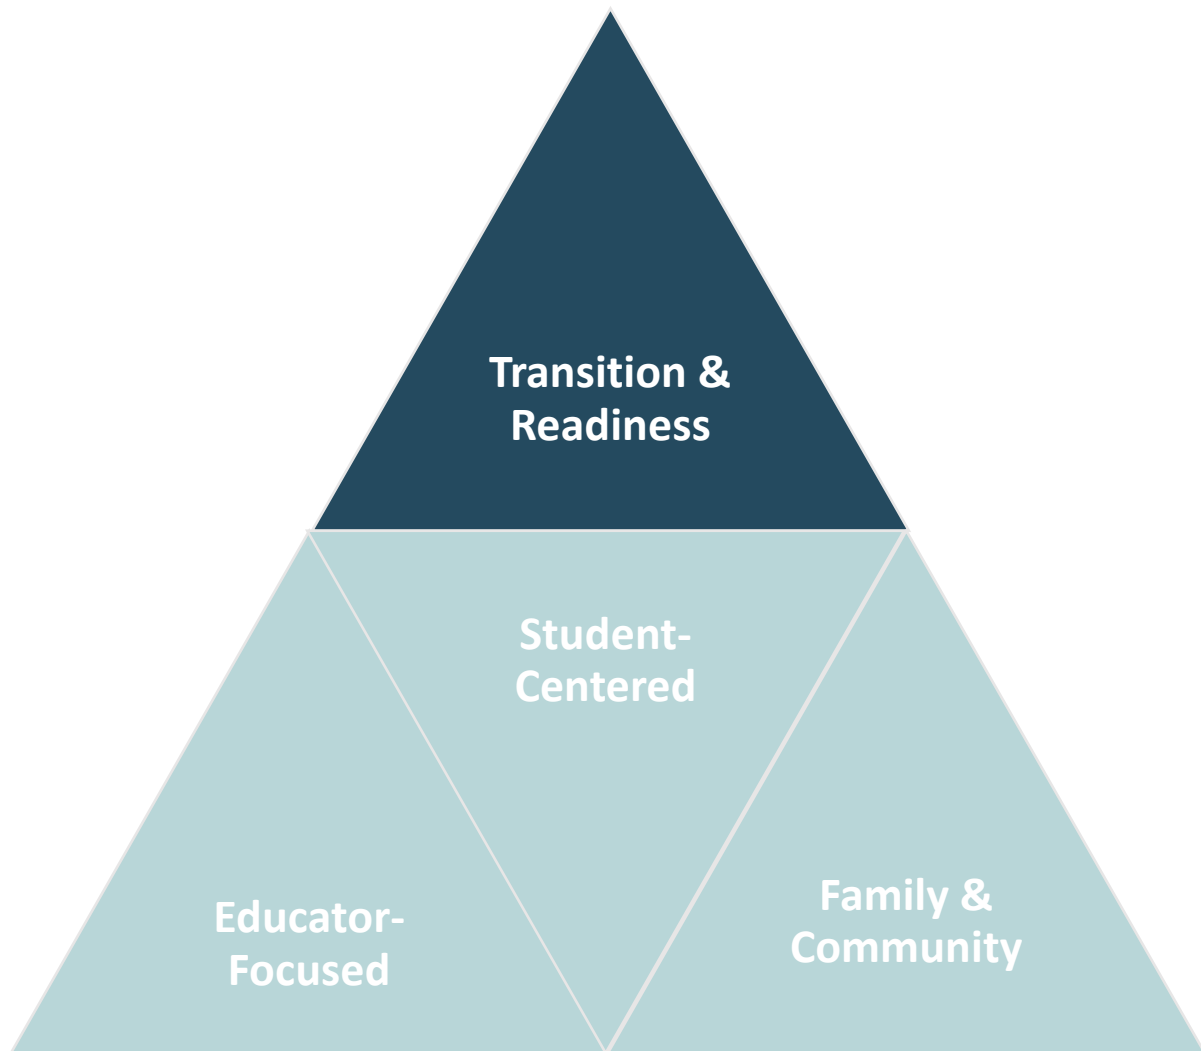 Transition &
Readiness
Student-
Centered
Educator-
Focused
Family &
Community